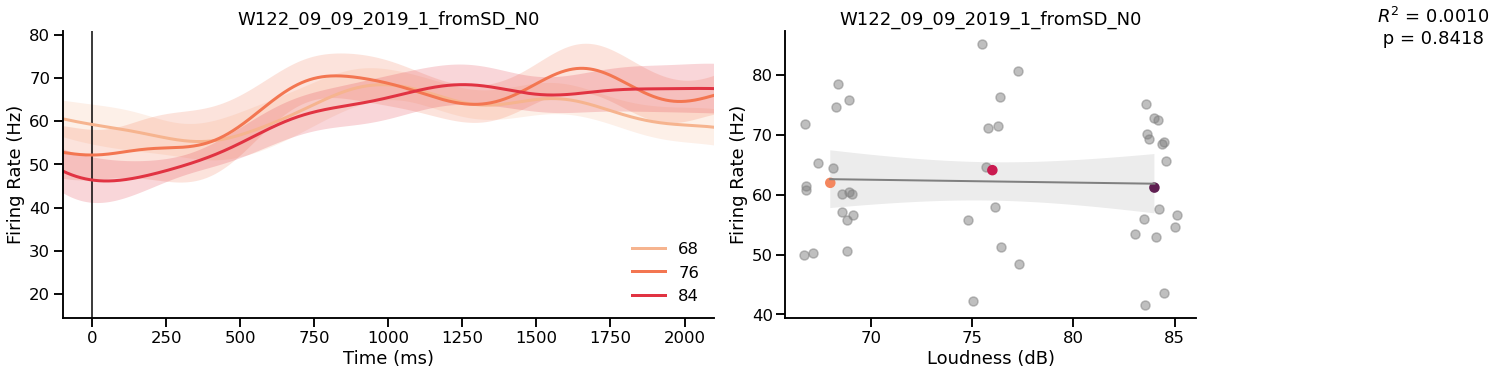 W122_09_09_2019_1_fromSD_N0
80
70
60
50
40
30
20
Firing Rate (Hz)
0 250 500 750 1000 1250 1500 1750 2000
Time (ms)
68
76
84
W122_09_09_2019_1_fromSD_N0
80
70
60
50
40
Firing Rate (Hz)
70 75 80 85
Loudness (dB)
R² = 0.0010
p = 0.8418